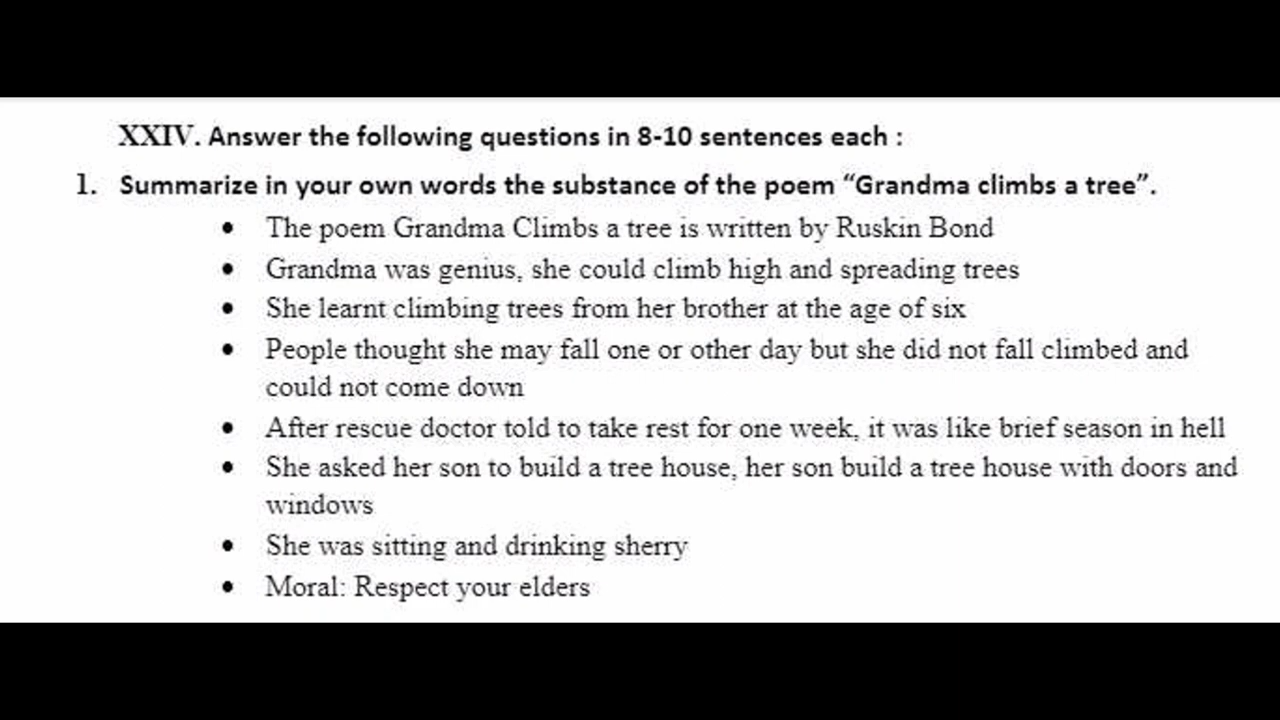 XXIV. Answer the following questions in 8-10 sentences each :
1. Summarize in your own words the substance of the poem “Grandma climbs a tree”.
• The poem Grandma Climbs a tree is written by Ruskin Bond
• Grandma was genius, she could climb high and spreading trees
• She learnt climbing trees from her brother at the age of six
• People thought she may fall one or other day but she did not fall climbed and
could not come down
• After rescue doctor told to take rest for one week, it was like brief season in hell
• She asked her son to build a tree house, her son build a tree house with doors and
windows
• She was sitting and drinking sherry
• Moral: Respect your elders